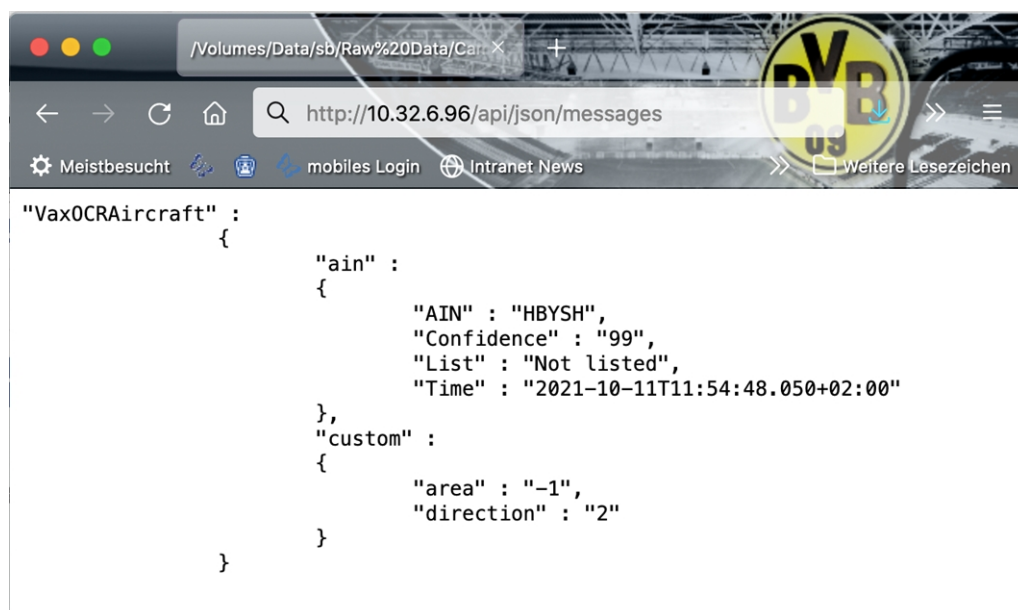 /Volumes/Data/sb/Raw%20Data/Car
http://10.32.6.96/api/json/messages
BVB
09
Meistbesucht mobiles Login Intranet News Weitere Lesezeichen
"VaxOCRAircraft" :
{
"ain" :
{
"AIN" : "HBYSH",
"Confidence" : "99",
"List" : "Not listed",
"Time" : "2021-10-11T11:54:48.050+02:00"
},
"custom" :
{
"area" : "-1",
"direction" : "2"
}
}